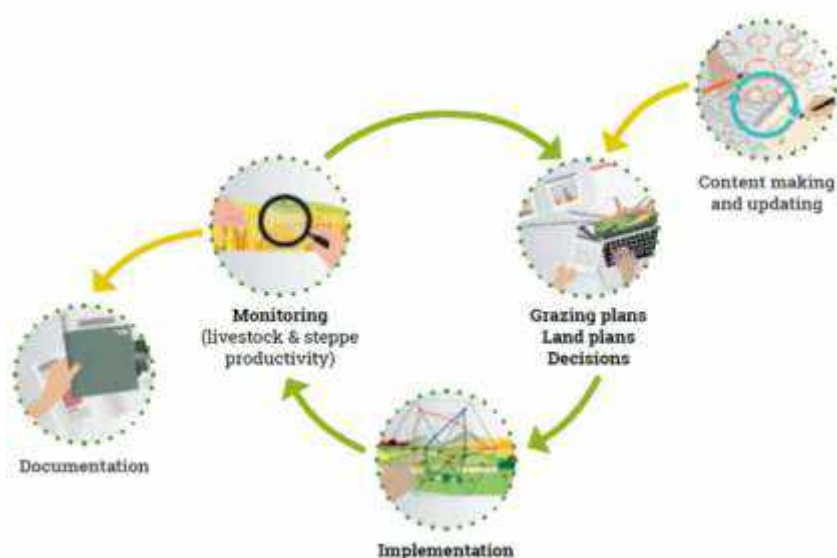 Content making
and updating
Monitoring
(livestock & steppe
productivity)
Grazing plans
Land plans
Decisions
Documentation
Implementation